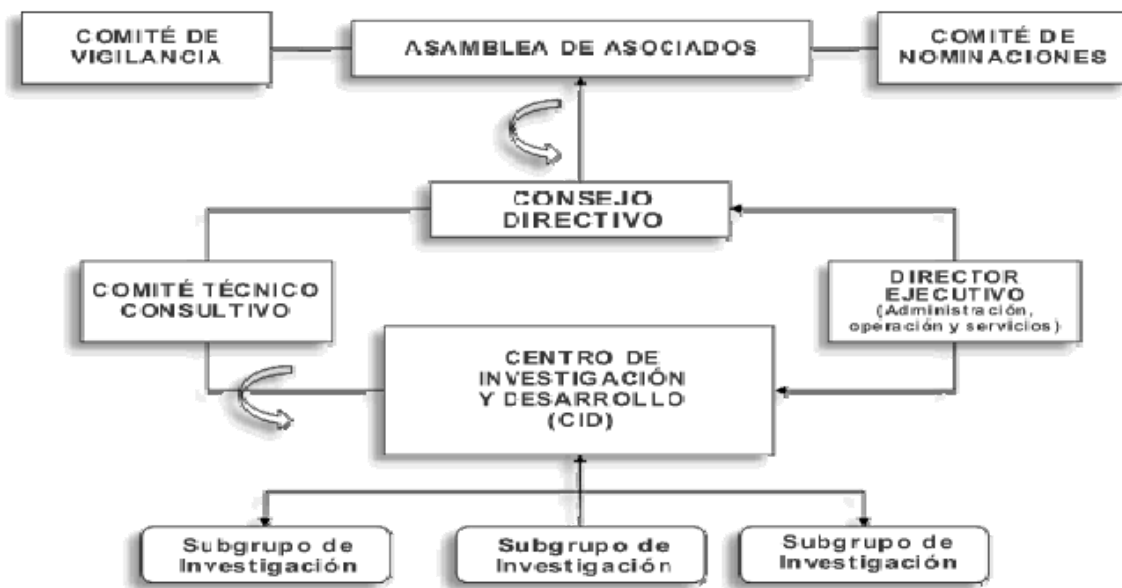 COMITÉ DE
VIGILANCIA
ASAMBLEA DE ASOCIADOS
COMITÉ DE
NOMINACIONES
CONSEJO
DIRECTIVO
COMITÉ TÉCNICO
CONSULTIVO
DIRECTOR
EJECUTIVO
(Administración,
operación y servicios)
CENTRO DE
INVESTIGACIÓN
Y DESARROLLO
(CID)
Subgrupo de
Investigación
Subgrupo de
Investigación
Subgrupo de
Investigación